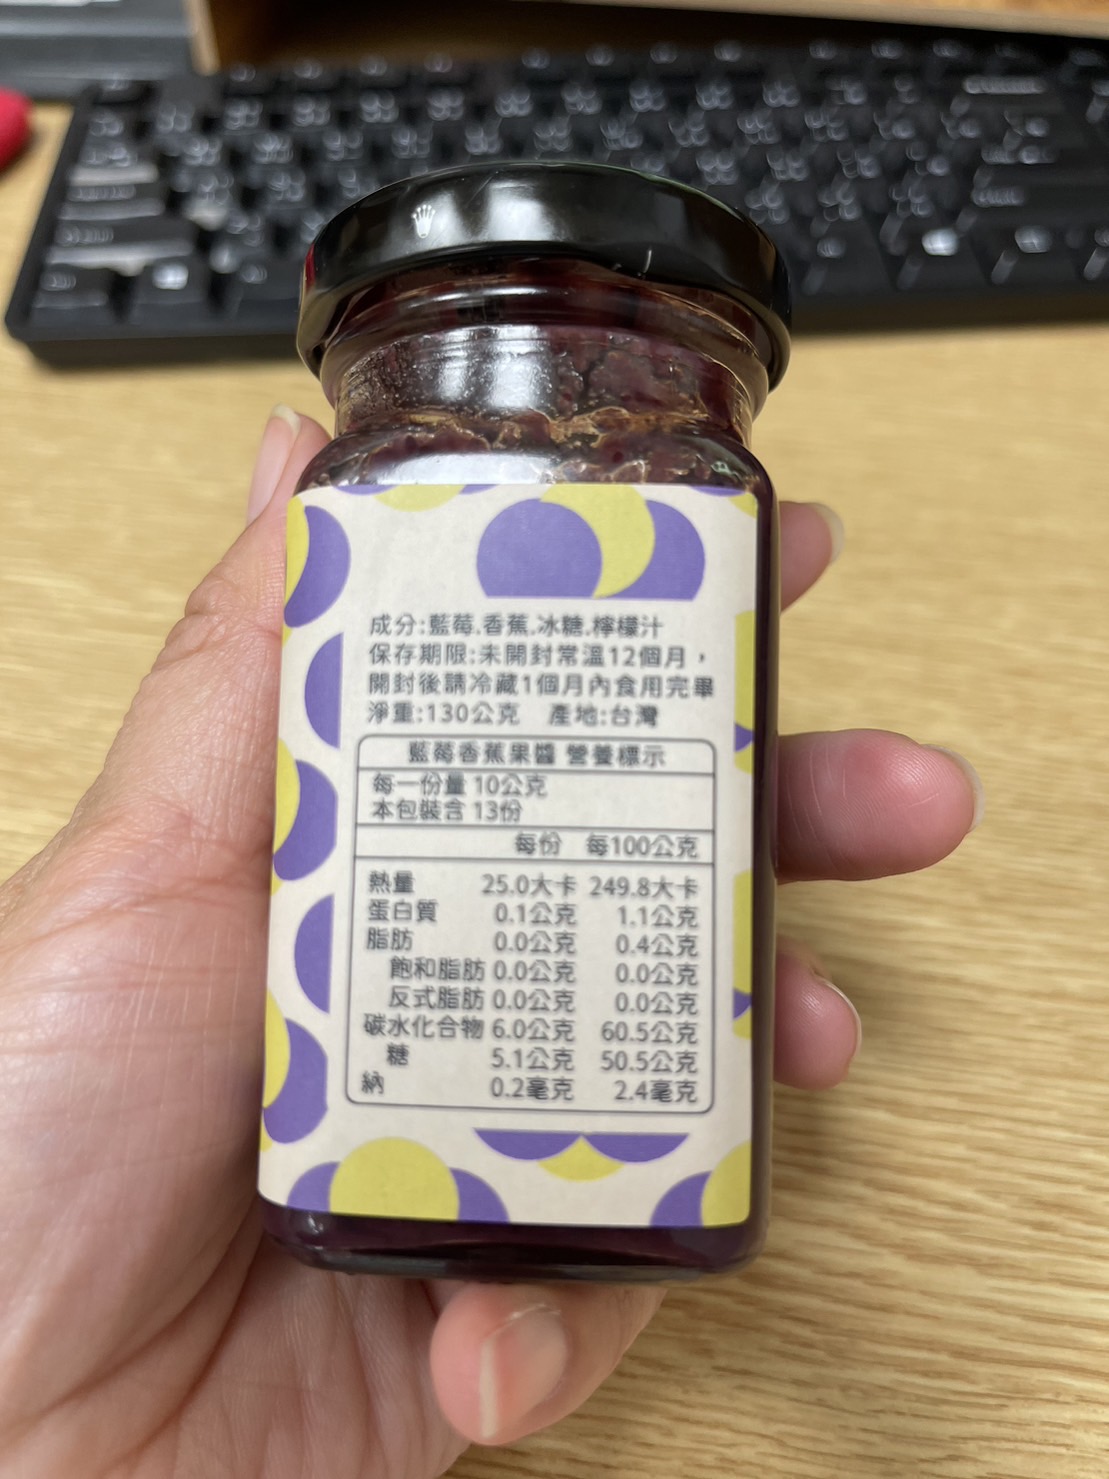 成分:藍莓.香蕉.冰糖.檸檬汁
保存期限:未開封常溫12個月，
開封後請冷藏1個月內食用完畢
淨重:130公克 產地:台灣
藍莓香蕉果醬 營養標示
每一份量 10公克
本包裝含 13份
每份 每100公克
熱量 25.0大卡 249.8大卡
蛋白質 0.1公克 1.1公克
脂肪 0.0公克 0.4公克
飽和脂肪 0.0公克 0.0公克
反式脂肪 0.0公克 0.0公克
碳水化合物 6.0公克 60.5公克
糖 5.1公克 50.5公克
納 0.2毫克 2.4毫克